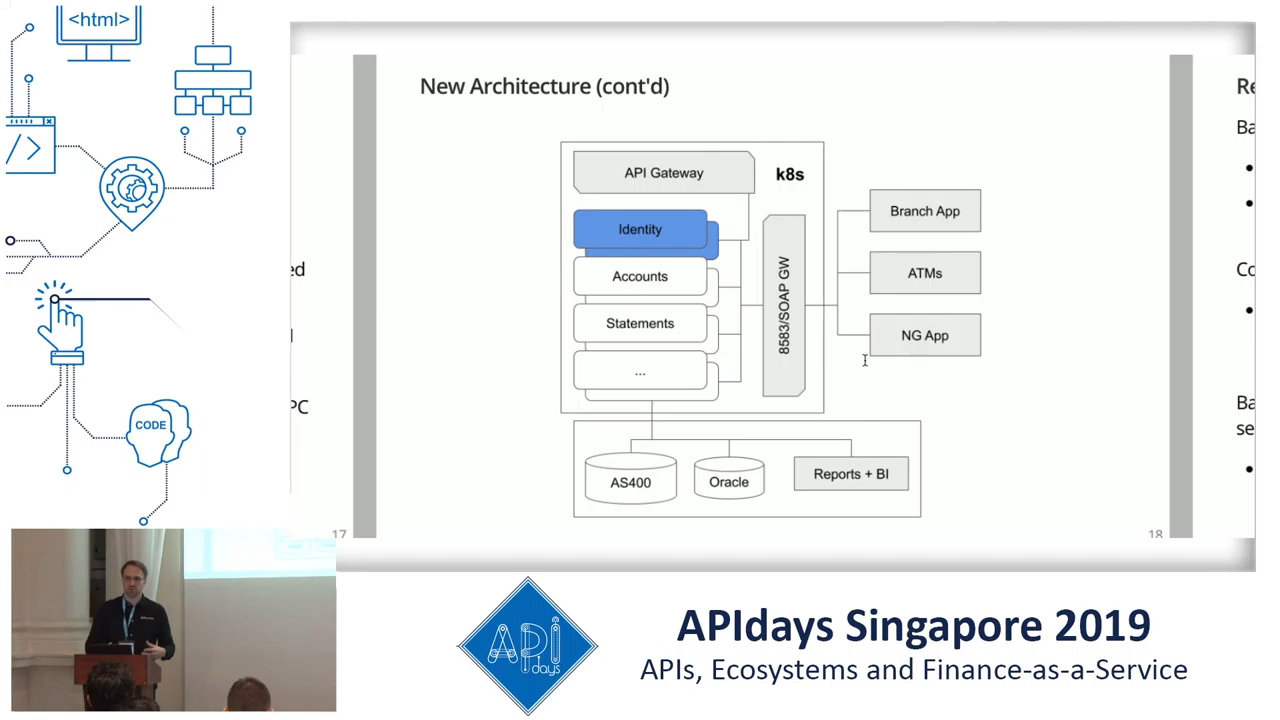 <html>
</>
CODE
ed
l
PC
17
New Architecture (cont'd)
API Gateway
k8s
Identity
Accounts
Statements
...
8583/SOAP GW
Branch App
ATMs
NG App
AS400
Oracle
Reports + BI
18
Re
Ba
Co
Ba
se
API
days
APIdays Singapore 2019
APIs, Ecosystems and Finance-as-a-Service